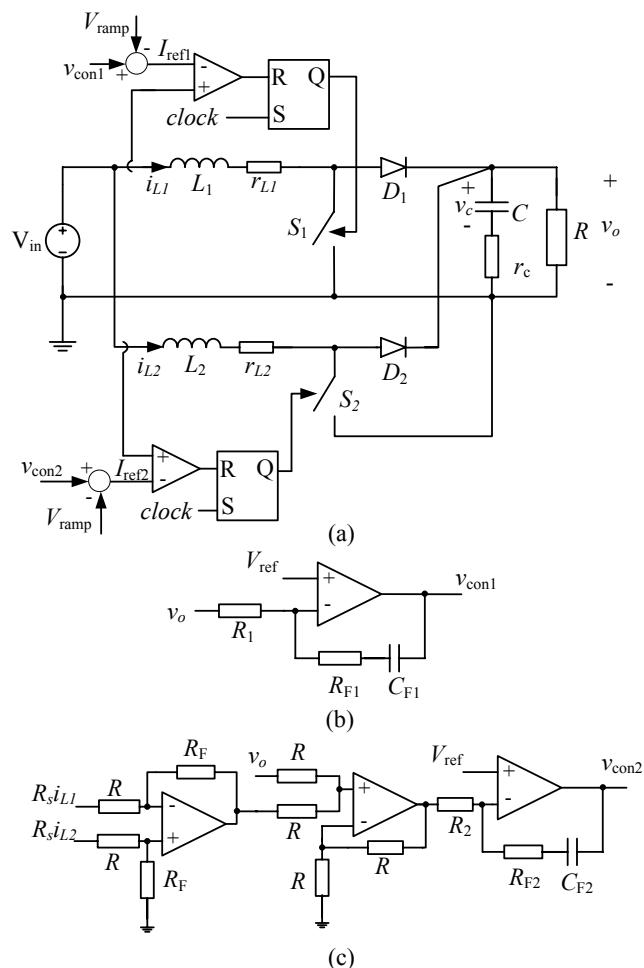 V_ramp
-
I_ref1
v_con1
+
-
+
R
Q
S
clock
i_L1
L_1
r_L1
D_1
+
v_c
-
C
+
V_in
+
-
S_1
R
v_o
r_c
-
i_L2
L_2
r_L2
D_2
S_2
v_con2
+
-
I_ref2
+
-
R
Q
S
V_ramp
clock
(a)
V_ref
+
v_con1
v_o
-
R_1
R_F1
C_F1
(b)
R_F
v_o
R
V_ref
v_con2
R_s i_L1
R
-
+
+
R_s i_L2
+
R
-
R_2
-
R
R_F
R
R
R_F2
C_F2
(c)